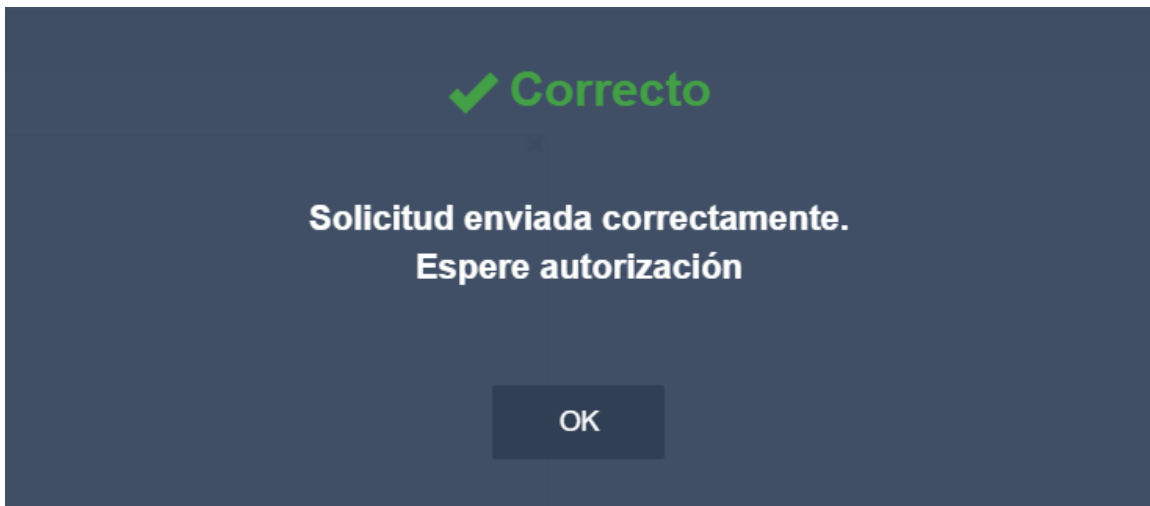 Correcto
Solicitud enviada correctamente.
Espere autorización
OK